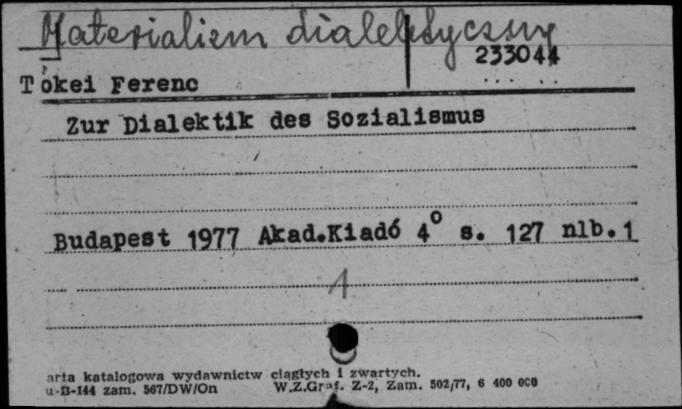 Materializm dialektyczny
233044
Tőkei Ferenc
Zur Dialektik des Sozialismus
Budapest 1977 Akad.Kiadó 4° s. 127 nlb.1
1
arta katalogowa wydawnictw ciągłych i zwartych.
u-B-144 zam. 567/DW/On W.Z.Graf. Z-2, Zam. 502/77, 6 400 000